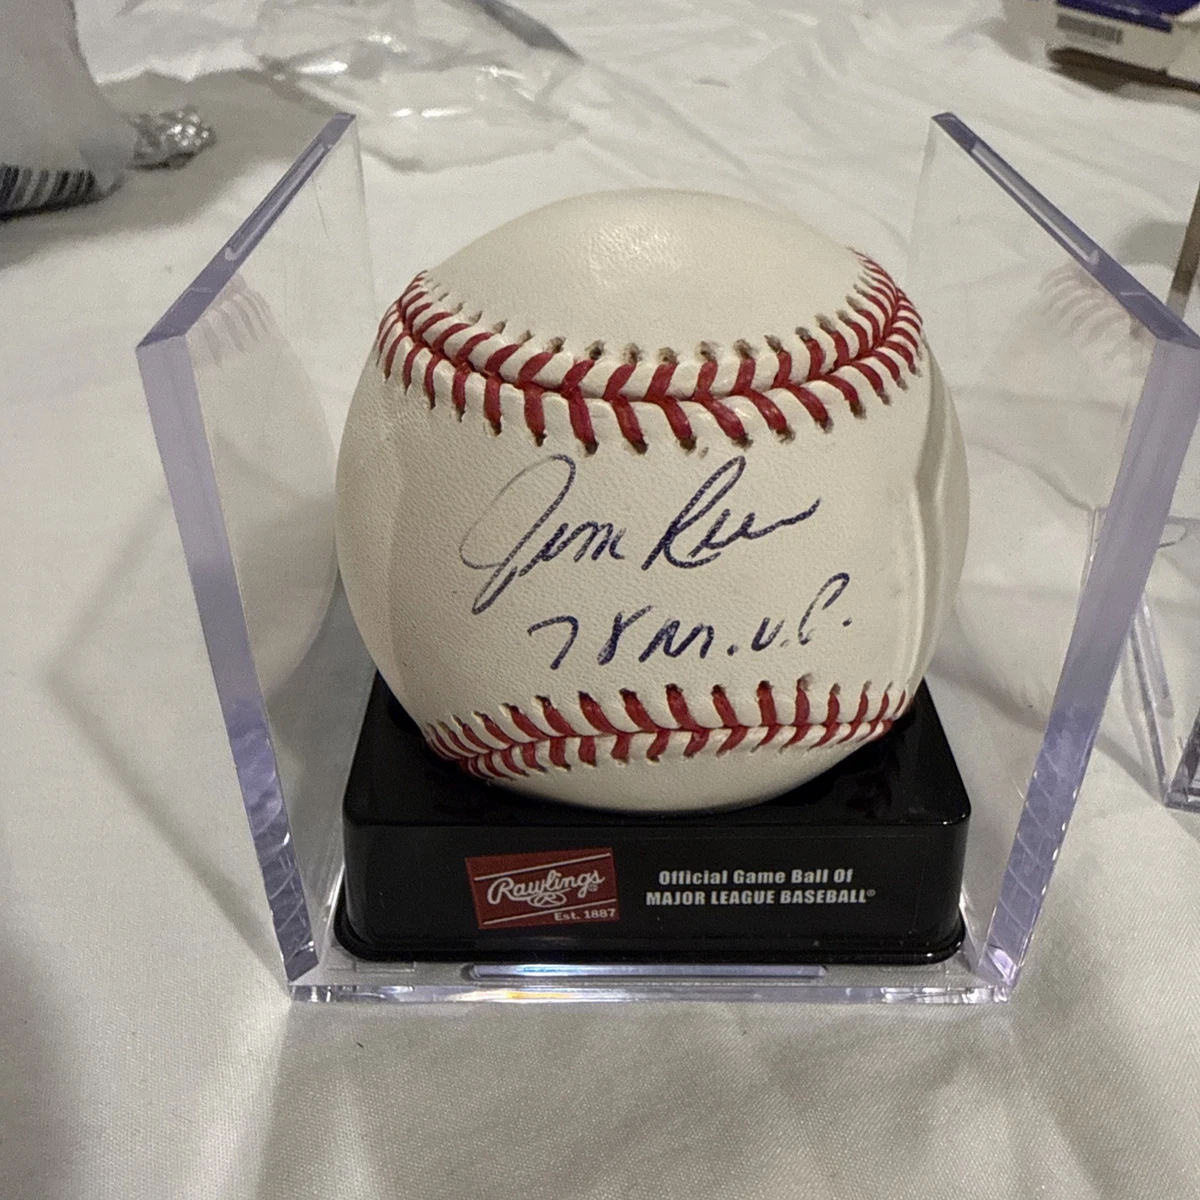 Jim Rice
78 M.V.P.
Rawlings®
R
Est. 1887
Official Game Ball Of
MAJOR LEAGUE BASEBALL®